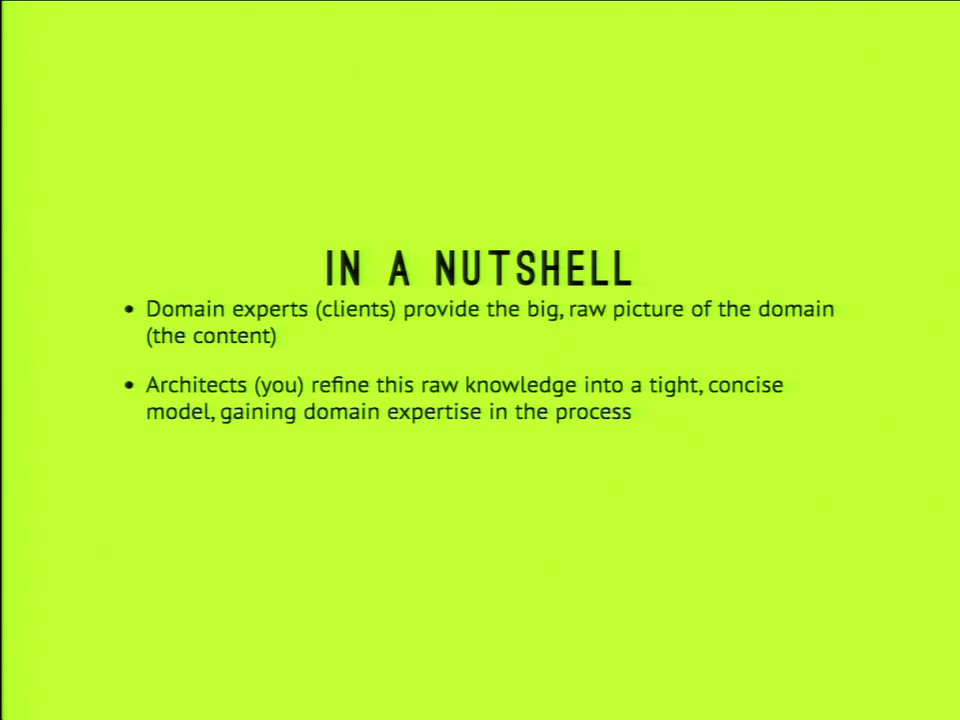 IN A NUTSHELL
• Domain experts (clients) provide the big, raw picture of the domain
(the content)
• Architects (you) refine this raw knowledge into a tight, concise
model, gaining domain expertise in the process